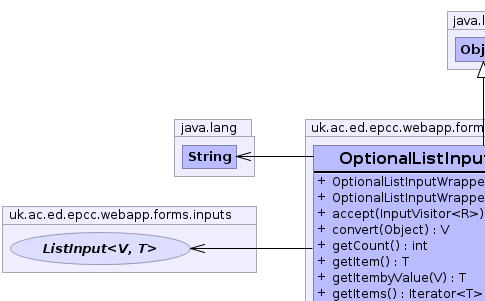 java.l
Obj
java.lang
String
uk.ac.ed.epcc.webapp.forms.inputs
ListInput<V, T>
uk.ac.ed.epcc.webapp.form
OptionalListInput
+ OptionalListInputWrappe
+ OptionalListInputWrappe
+ accept(InputVisitor<R>)
+ convert(Object) : V
+ getCount() : int
+ getItem() : T
+ getItembyValue(V) : T
+ getItems() : Iterator<T>